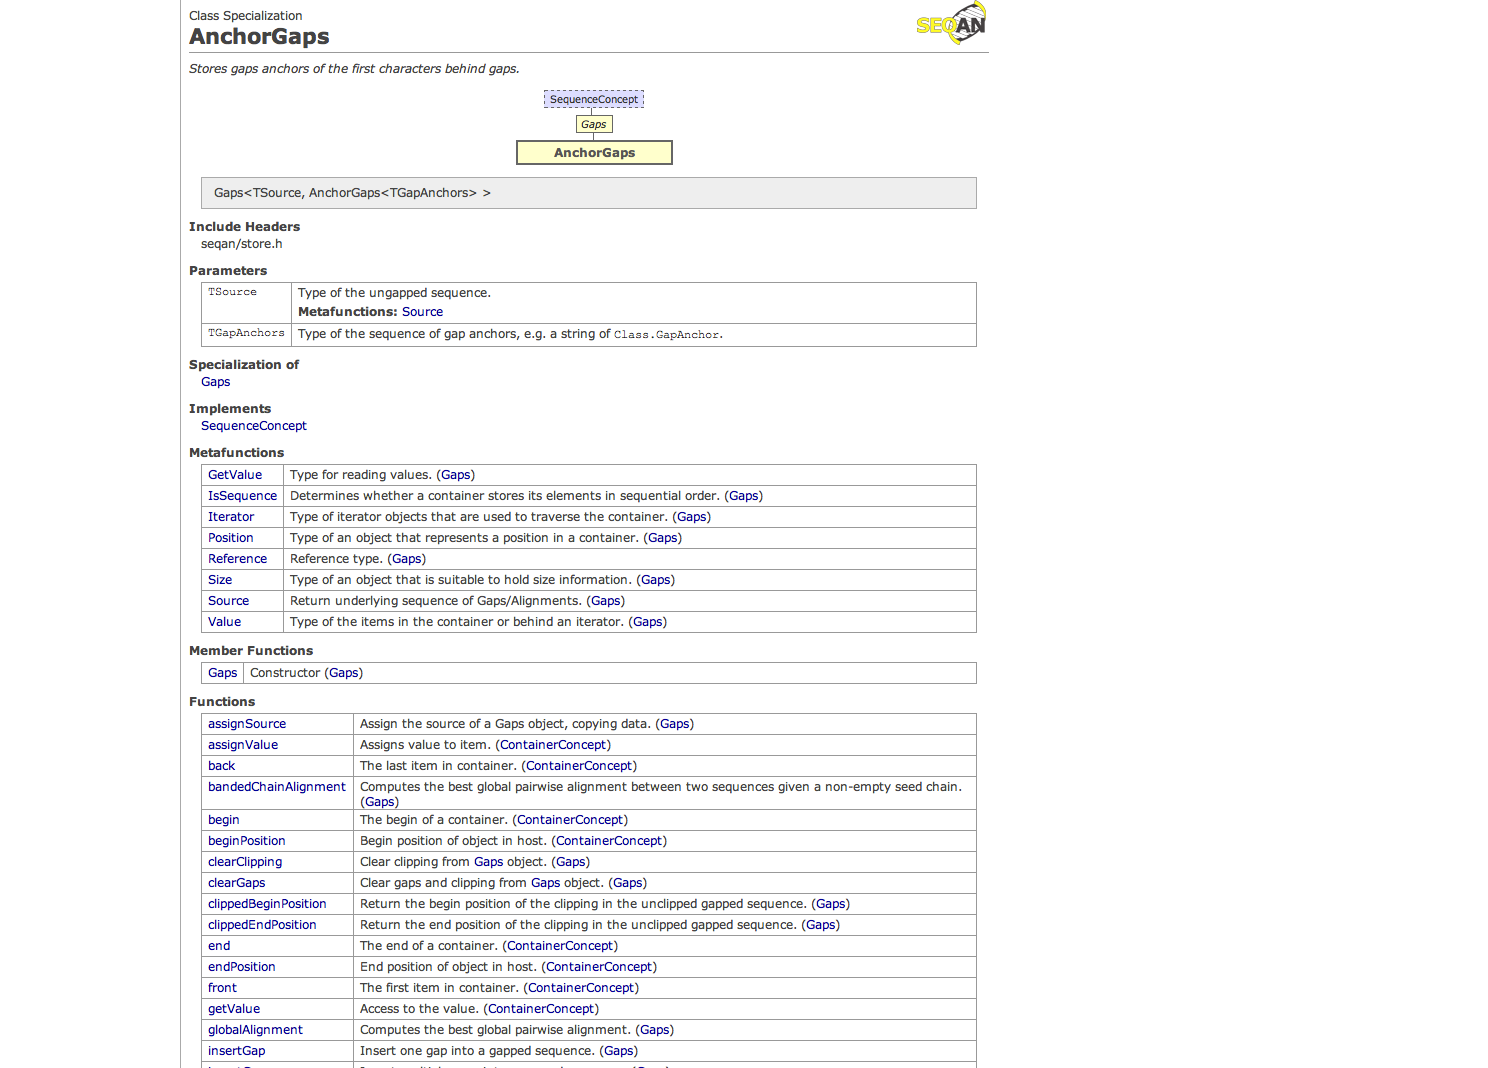 Class Specialization
AnchorGaps
SEQAN
Stores gaps anchors of the first characters behind gaps.
SequenceConcept
Gaps
AnchorGaps
Gaps<TSource, AnchorGaps<TGapAnchors> >
Include Headers
seqan/store.h
Parameters
TSource Type of the ungapped sequence.
Metafunctions: Source
TGapAnchors Type of the sequence of gap anchors, e.g. a string of Class.GapAnchor.
Specialization of
Gaps
Implements
SequenceConcept
Metafunctions
GetValue Type for reading values. (Gaps)
IsSequence Determines whether a container stores its elements in sequential order. (Gaps)
Iterator Type of iterator objects that are used to traverse the container. (Gaps)
Position Type of an object that represents a position in a container. (Gaps)
Reference Reference type. (Gaps)
Size Type of an object that is suitable to hold size information. (Gaps)
Source Return underlying sequence of Gaps/Alignments. (Gaps)
Value Type of the items in the container or behind an iterator. (Gaps)
Member Functions
Gaps Constructor (Gaps)
Functions
assignSource Assign the source of a Gaps object, copying data. (Gaps)
assignValue Assigns value to item. (ContainerConcept)
back The last item in container. (ContainerConcept)
bandedChainAlignment Computes the best global pairwise alignment between two sequences given a non-empty seed chain.
(Gaps)
begin The begin of a container. (ContainerConcept)
beginPosition Begin position of object in host. (ContainerConcept)
clearClipping Clear clipping from Gaps object. (Gaps)
clearGaps Clear gaps and clipping from Gaps object. (Gaps)
clippedBeginPosition Return the begin position of the clipping in the unclipped gapped sequence. (Gaps)
clippedEndPosition Return the end position of the clipping in the unclipped gapped sequence. (Gaps)
end The end of a container. (ContainerConcept)
endPosition End position of object in host. (ContainerConcept)
front The first item in container. (ContainerConcept)
getValue Access to the value. (ContainerConcept)
globalAlignment Computes the best global pairwise alignment. (Gaps)
insertGap Insert one gap into a gapped sequence. (Gaps)